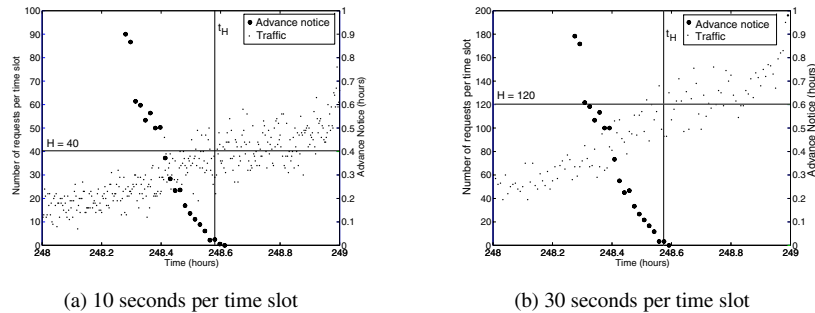 100
90
80
70
60
50
40
30
20
10
0
Number of requests per time slot
H = 40
t_H
Advance notice
Traffic
1
0.9
0.8
0.7
0.6
0.5
0.4
0.3
0.2
0.1
0
Advance Notice (hours)
248 248.2 248.4 248.6 248.8 249
Time (hours)
(a) 10 seconds per time slot
200
180
160
140
120
100
80
60
40
20
0
Number of requests per time slot
H = 120
t_H
Advance notice
Traffic
1
0.9
0.8
0.7
0.6
0.5
0.4
0.3
0.2
0.1
0
Advance Notice (hours)
248 248.2 248.4 248.6 248.8 249
Time (hours)
(b) 30 seconds per time slot